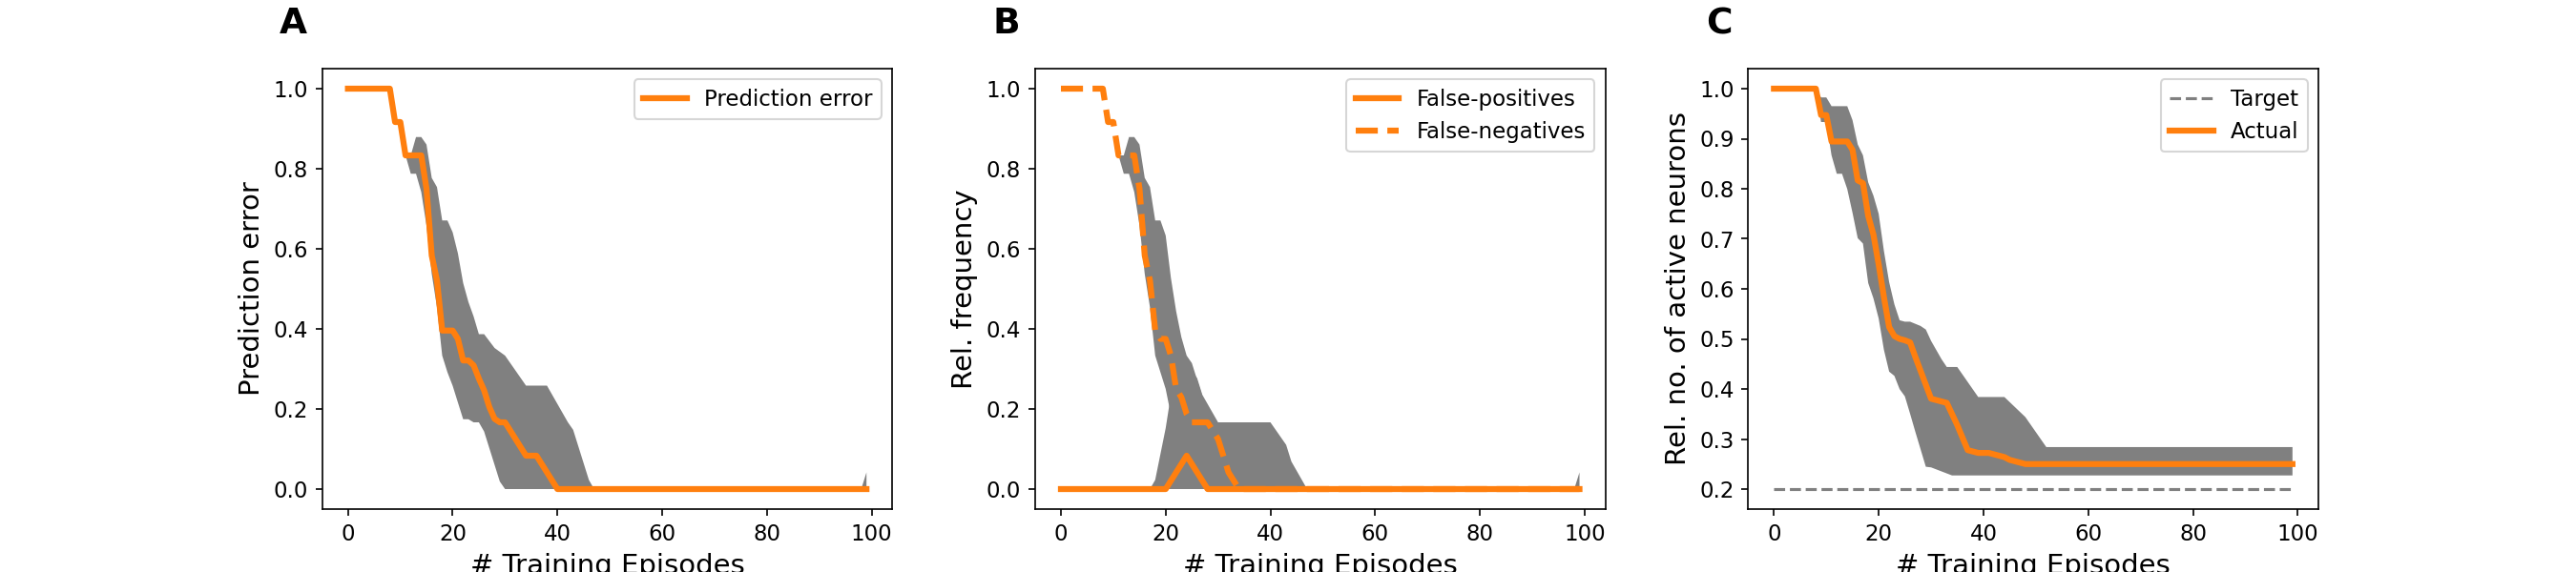 A
Prediction error
1.0
0.8
0.6
0.4
0.2
0.0
Prediction error
0
20
40
60
80
100
# Training Episodes
B
Rel. frequency
1.0
0.8
0.6
0.4
0.2
0.0
False-positives
False-negatives
0
20
40
60
80
100
# Training Episodes
C
Rel. no. of active neurons
1.0
0.9
0.8
0.7
0.6
0.5
0.4
0.3
0.2
Target
Actual
0
20
40
60
80
100
# Training Episodes